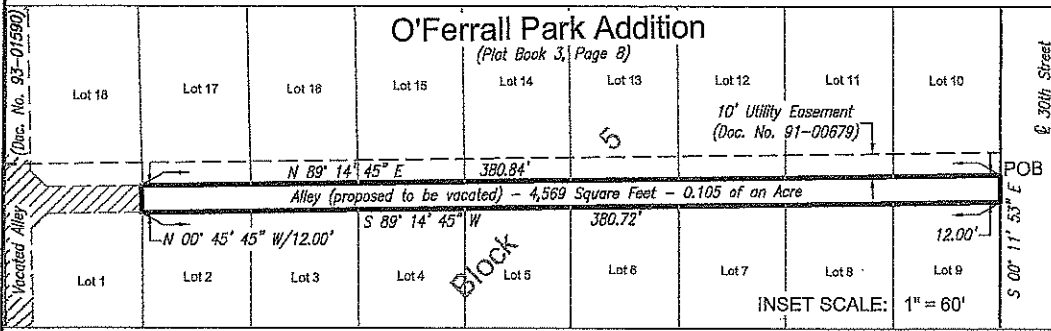 O'Ferrall Park Addition
(Plat Book 3, Page 8)
(Doc. No. 93-01590)
Lot 18
Lot 17
Lot 16
Lot 15
Lot 14
Lot 13
Lot 12
Lot 11
Lot 10
℄ 30th Street
10' Utility Easement
(Doc. No. 91-00679)
5
N 89° 14' 45" E 380.84'
POB
Alley (proposed to be vacated) - 4,569 Square Feet - 0.105 of an Acre
S 89° 14' 45" W 380.72'
N 00° 45' 45" W/12.00'
12.00'
S 00° 11' 53" E
Vacated Alley
Block
Lot 1
Lot 2
Lot 3
Lot 4
Lot 5
Lot 6
Lot 7
Lot 8
Lot 9
INSET SCALE: 1" = 60'